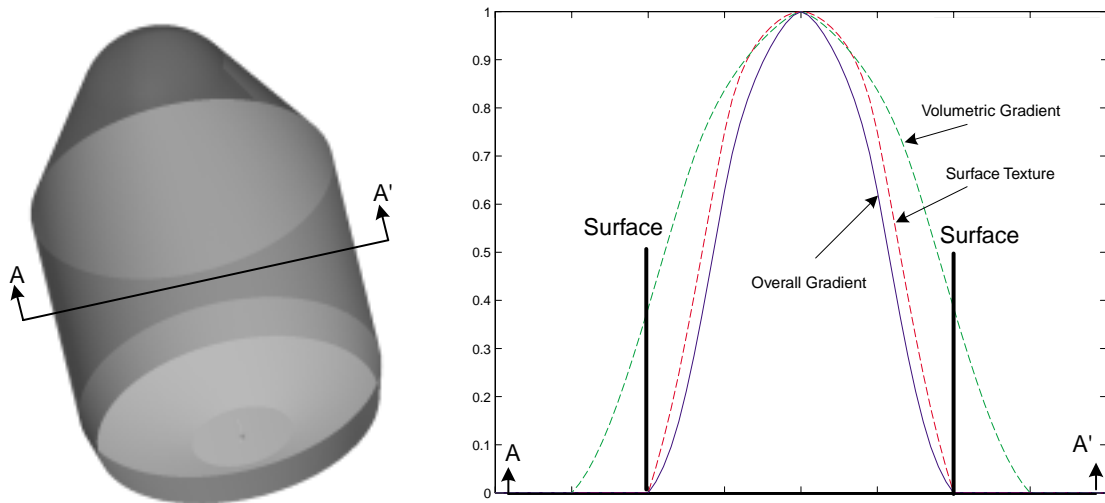 A
A'
1
0.9
0.8
0.7
0.6
0.5
0.4
0.3
0.2
0.1
0
Volumetric Gradient
Surface Texture
Surface
Surface
Overall Gradient
A
A'